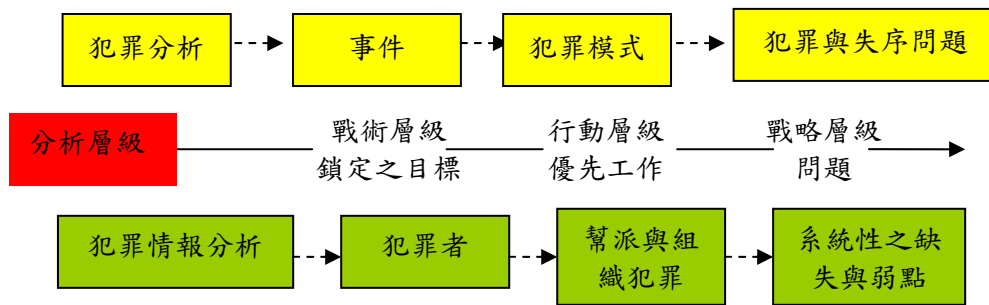 犯罪分析
事件
犯罪模式
犯罪與失序問題
分析層級
戰術層級
鎖定之目標
行動層級
優先工作
戰略層級
問題
犯罪情報分析
犯罪者
幫派與組
織犯罪
系統性之缺
失與弱點